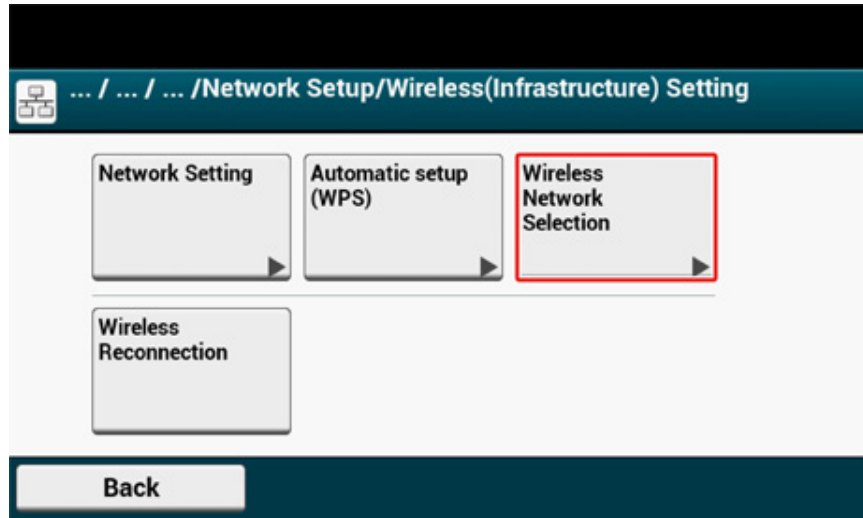 ... / ... / ... /Network Setup/Wireless(Infrastructure) Setting
Network Setting
Automatic setup
(WPS)
Wireless
Network
Selection
Wireless
Reconnection
Back